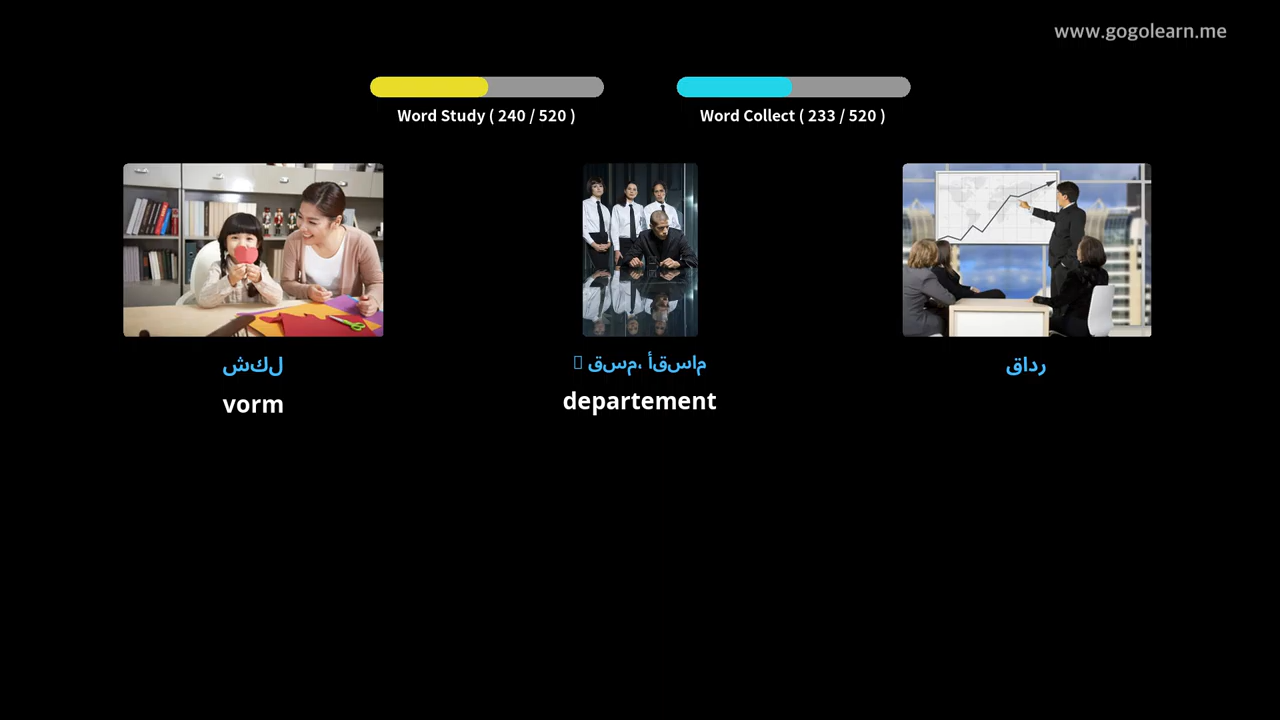 www.gogolearn.me
Word Study ( 240 / 520 )
Word Collect ( 233 / 520 )
لكش
vorm
ماسقأ ،مسق
departement
رداق